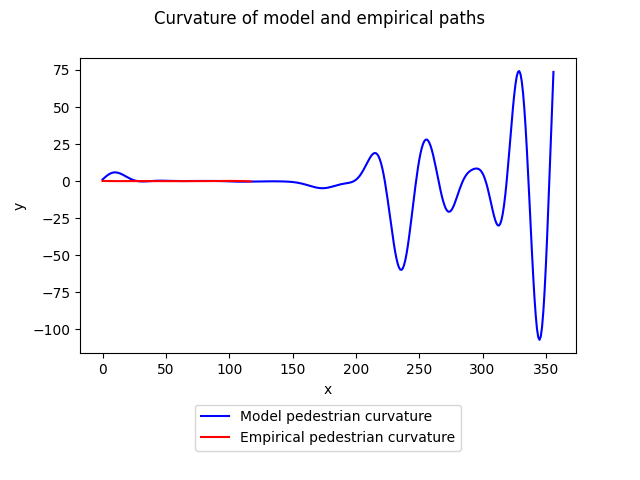 Curvature of model and empirical paths
75
50
25
0
−25
−50
−75
−100
y
0 50 100 150 200 250 300 350
x
Model pedestrian curvature
Empirical pedestrian curvature